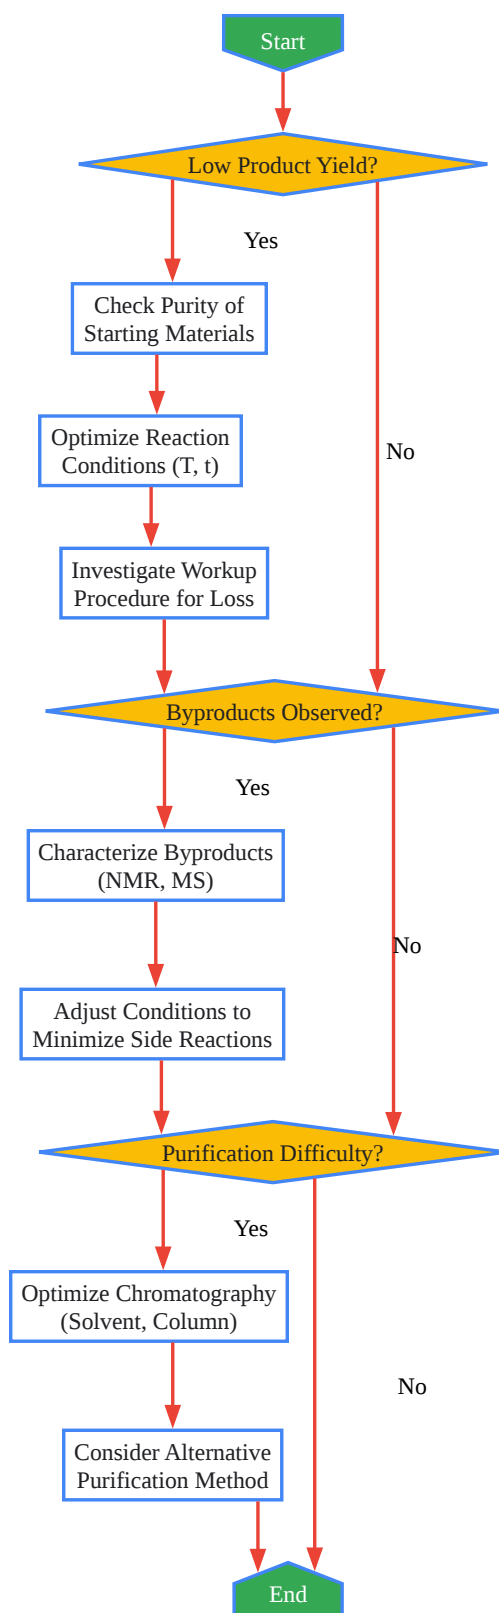 Start
Low Product Yield?
Yes
Check Purity of
Starting Materials
Optimize Reaction
Conditions (T, t)
No
Investigate Workup
Procedure for Loss
Byproducts Observed?
Yes
Characterize Byproducts
(NMR, MS)
No
Adjust Conditions to
Minimize Side Reactions
Purification Difficulty?
Yes
Optimize Chromatography
(Solvent, Column)
No
Consider Alternative
Purification Method
End